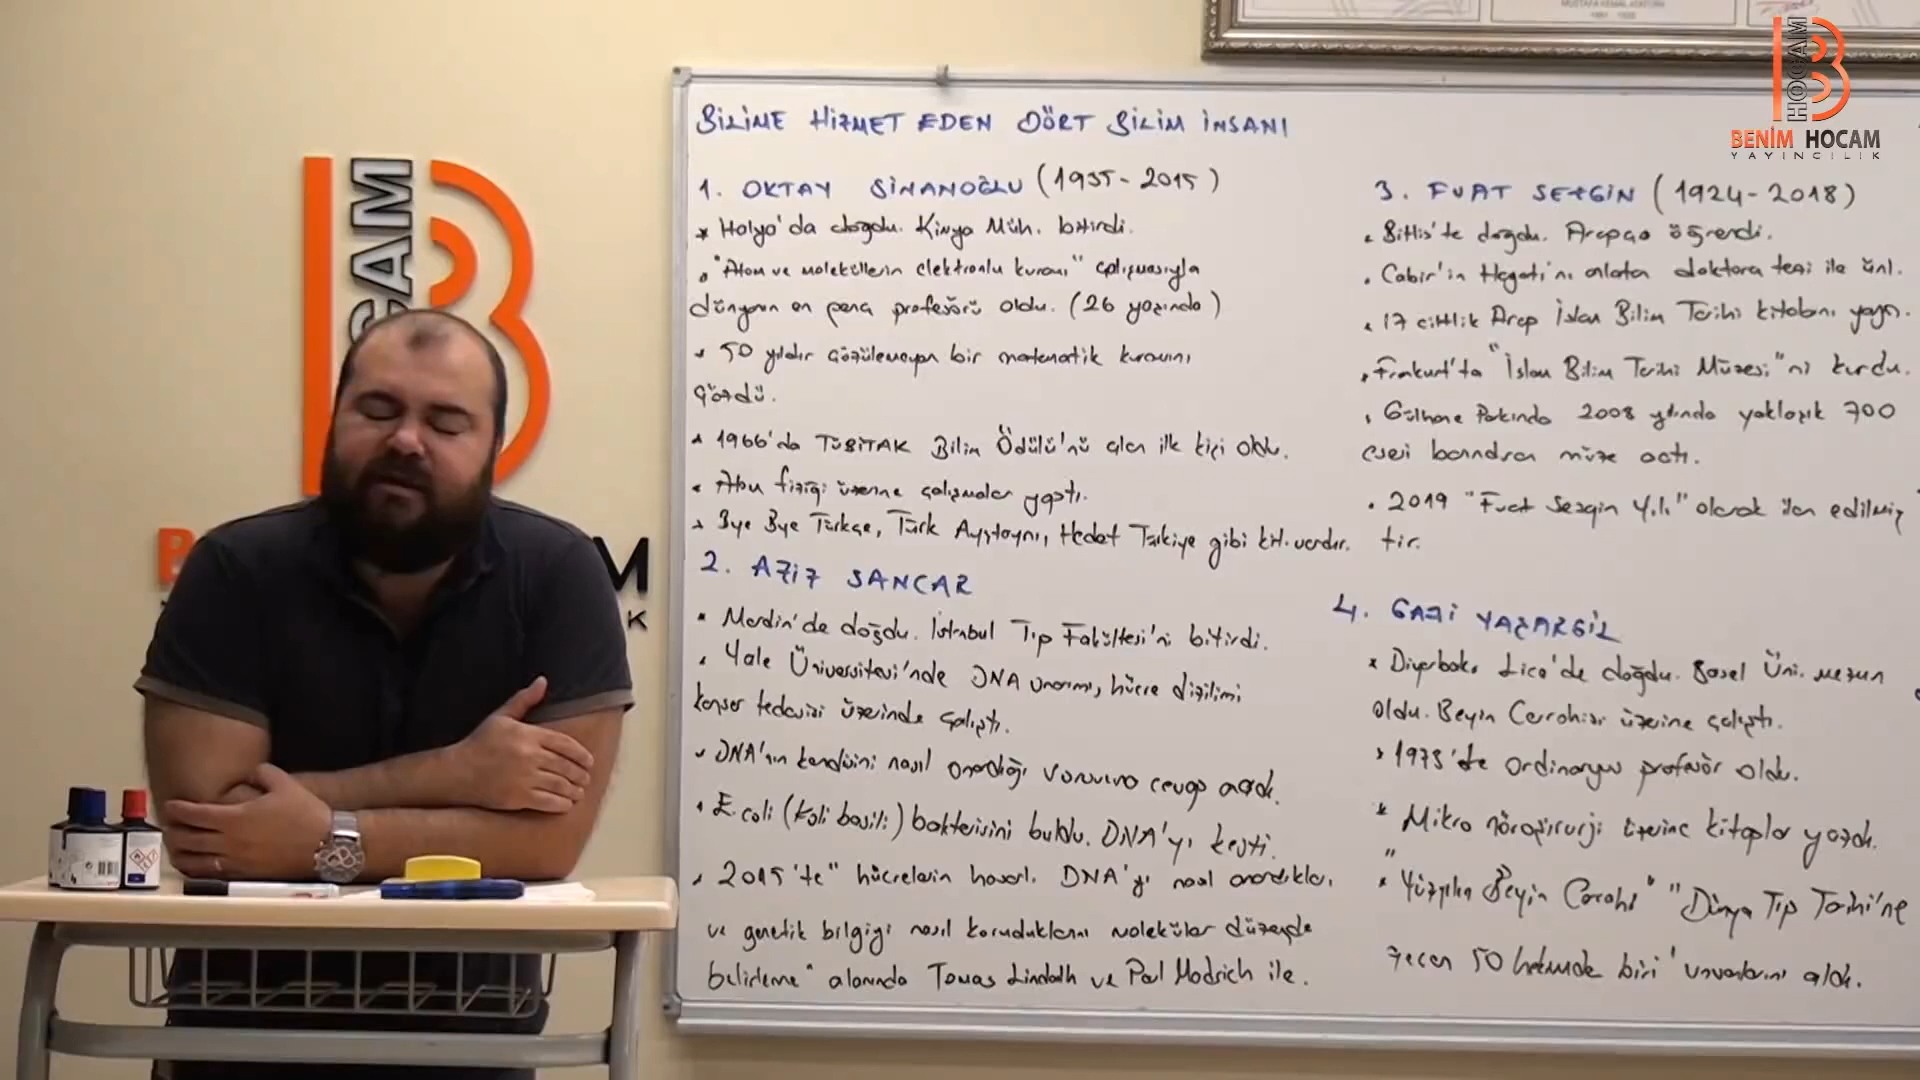 BİLİME HİZMET EDEN DÖRT BİLİM İNSANI
1. OKTAY SİNANOĞLU (1935-2015)
* İtalya'da doğdu. Kimya Müh. bitirdi.
"Atom ve moleküllerin elektronlu kuramı" çalışmasıyla
dünyanın en genç profesörü oldu. (26 yaşında)
50 yıldır çözülemeyen bir matematik kuramını
çözdü.
1966'da TÜBİTAK Bilim Ödülü'nü alan ilk kişi oldu.
fiziği üzerine çalışmalar yaptı.
Bye Bye Türkçe, Türk Aynştaynı, Hedef Türkiye gibi kit. vardır.
2. AZİZ SANCAR
Mardin'de doğdu. İstanbul Tıp Fakültesi'ni bitirdi.
Yale Üniversitesi'nde DNA onarımı, hücre dizilimi
kanser tedavisi üzerinde çalıştı.
DNA'nın kendisini nasıl onardığı sorusuna cevap aradı.
E.coli (koli basili) bakterisini buldu. DNA'yı kesti.
2015'te "hücrelerin hasarlı DNA'yı nasıl onardıkları
ve genetik bilgiyi nasıl koruduklarını moleküler düzeyde
belirleme" alanında Tomas Lindahl ve Paul Modrich ile.
3. FUAT SEZGİN (1924-2018)
Bitlis'te doğdu. Arapça öğrendi.
Cabir'in Hayatı'nı anlatan doktora tezi ile ünl.
17 ciltlik Arap İslam Bilim Tarihi kitabını yazdı.
Frankurt'ta "İslam Bilim Tarihi Müzesi"ni kurdu.
Gülhane Parkında 2008 yılında yaklaşık 700
eseri barındıran müze açtı.
2019 "Fuat Sezgin Yılı" olarak ilan edilmiş
tir.
4. GAZİ YAŞARGİL
Diyarbakır Lice'de doğdu. Basel Üni. mezun
oldu. Beyin Cerrahisi üzerine çalıştı.
1973'te ordinaryus profesör oldu.
Mikro nöroşirurji üzerine kitaplar yazdı.
"Yüzyılın Beyin Cerrahı" "Dünya Tıp Tarihi'ne
geçen 50 hekimden biri" unvanlarını aldı.
B
HOCAM
BENİM HOCAM
YAYINCILIK
MUSTAFA KEMAL ATATÜRK